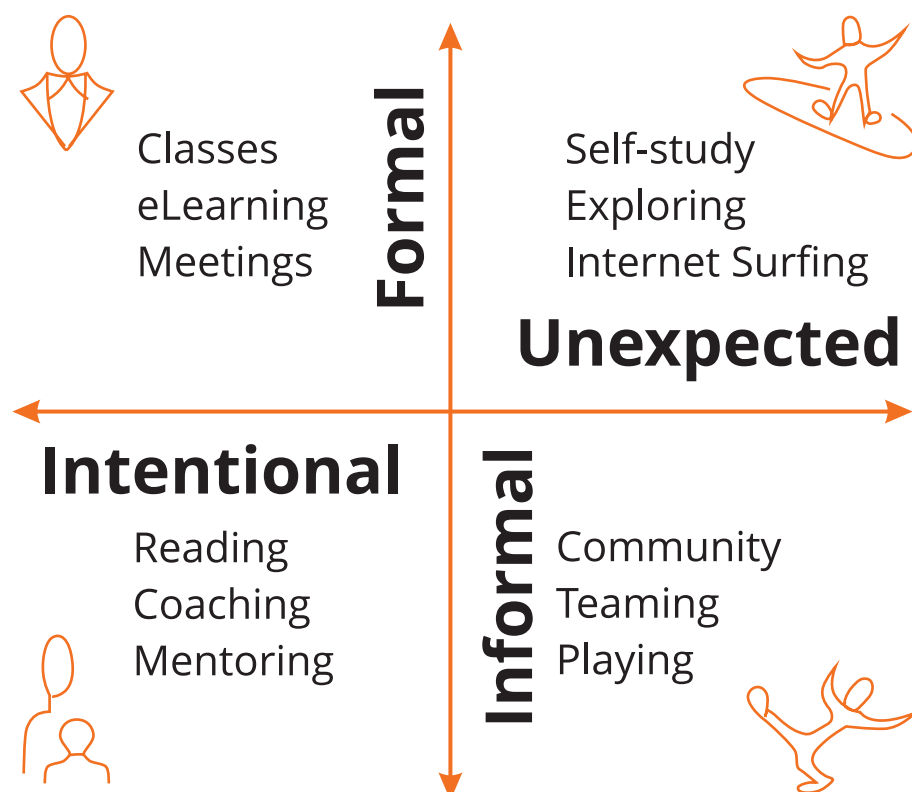 Formal
Classes
eLearning
Meetings
Self-study
Exploring
Internet Surfing
Unexpected
Intentional
Reading
Coaching
Mentoring
Informal
Community
Teaming
Playing